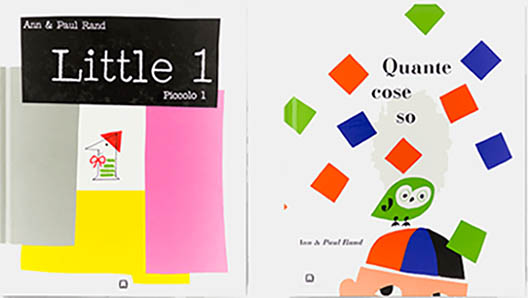 Ann & Paul Rand
Little 1
Piccolo 1
Quante
cose
so
Ann & Paul Rand